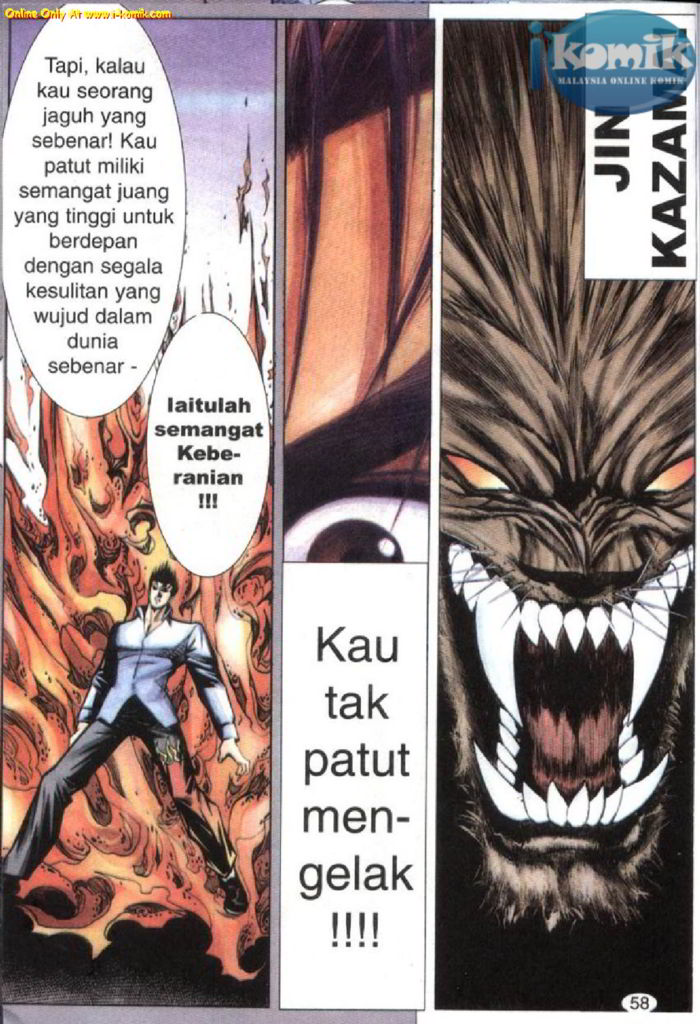 Online Only At www.i-komik.com
Tapi, kalau
kau seorang
jaguh yang
sebenar! Kau
patut miliki
semangat juang
yang tinggi untuk
berdepan
dengan segala
kesulitan yang
wujud dalam
dunia
sebenar -
Iaitulah
semangat
Kebe-
ranian
!!!
Kau
tak
patut
men-
gelak
!!!!
ikomik
MALAYSIA ONLINE KOMIK
JIN
KAZAM
58